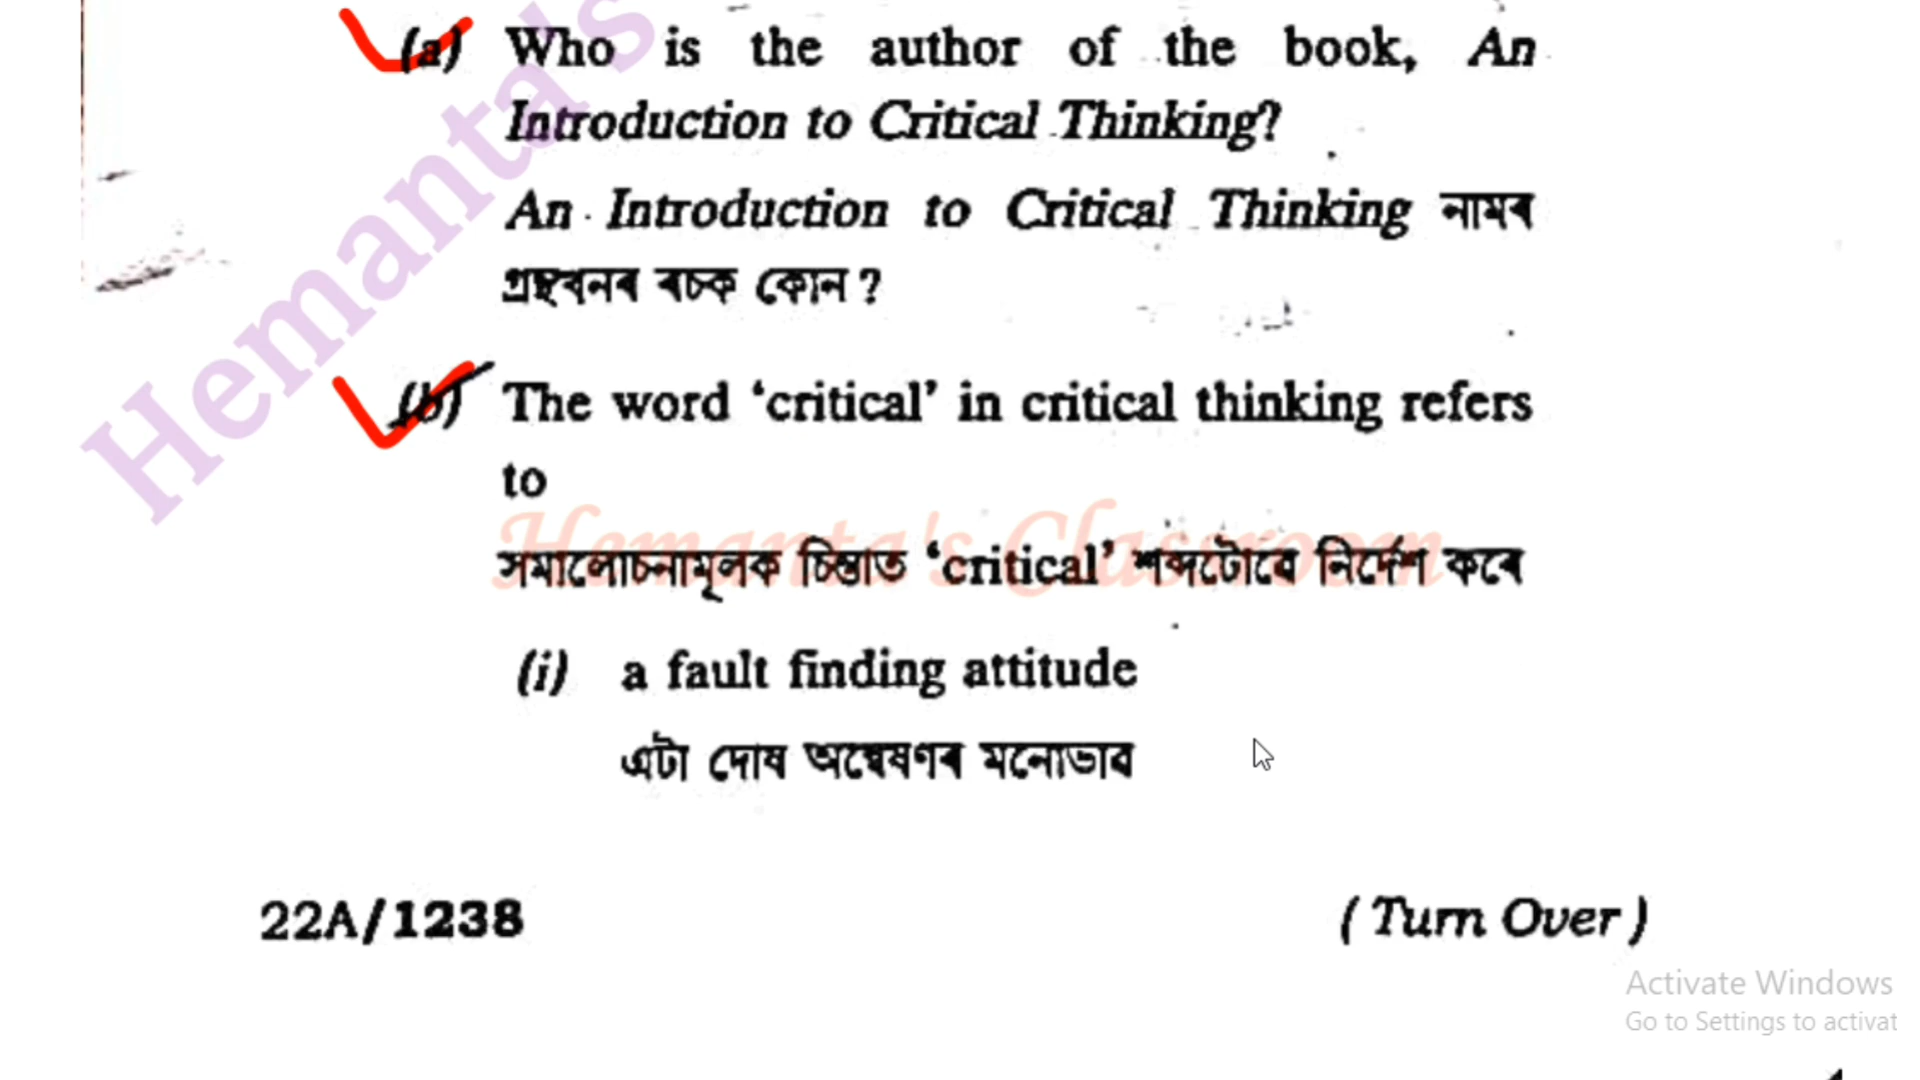 (a) Who is the author of the book, An
Introduction to Critical Thinking?
An Introduction to Critical Thinking নামৰ
গ্ৰন্থখনৰ ৰচক কোন ?
(b) The word ‘critical’ in critical thinking refers
to
সমালোচনামূলক চিন্তাত ‘critical’ শব্দটোৱে নিৰ্দেশ কৰে
(i) a fault finding attitude
এটা দোষ অন্বেষণৰ মনোভাৱ
22A/1238 (Turn Over)
Hemanta's
Hemanta's Classroom
Activate Windows
Go to Settings to activat